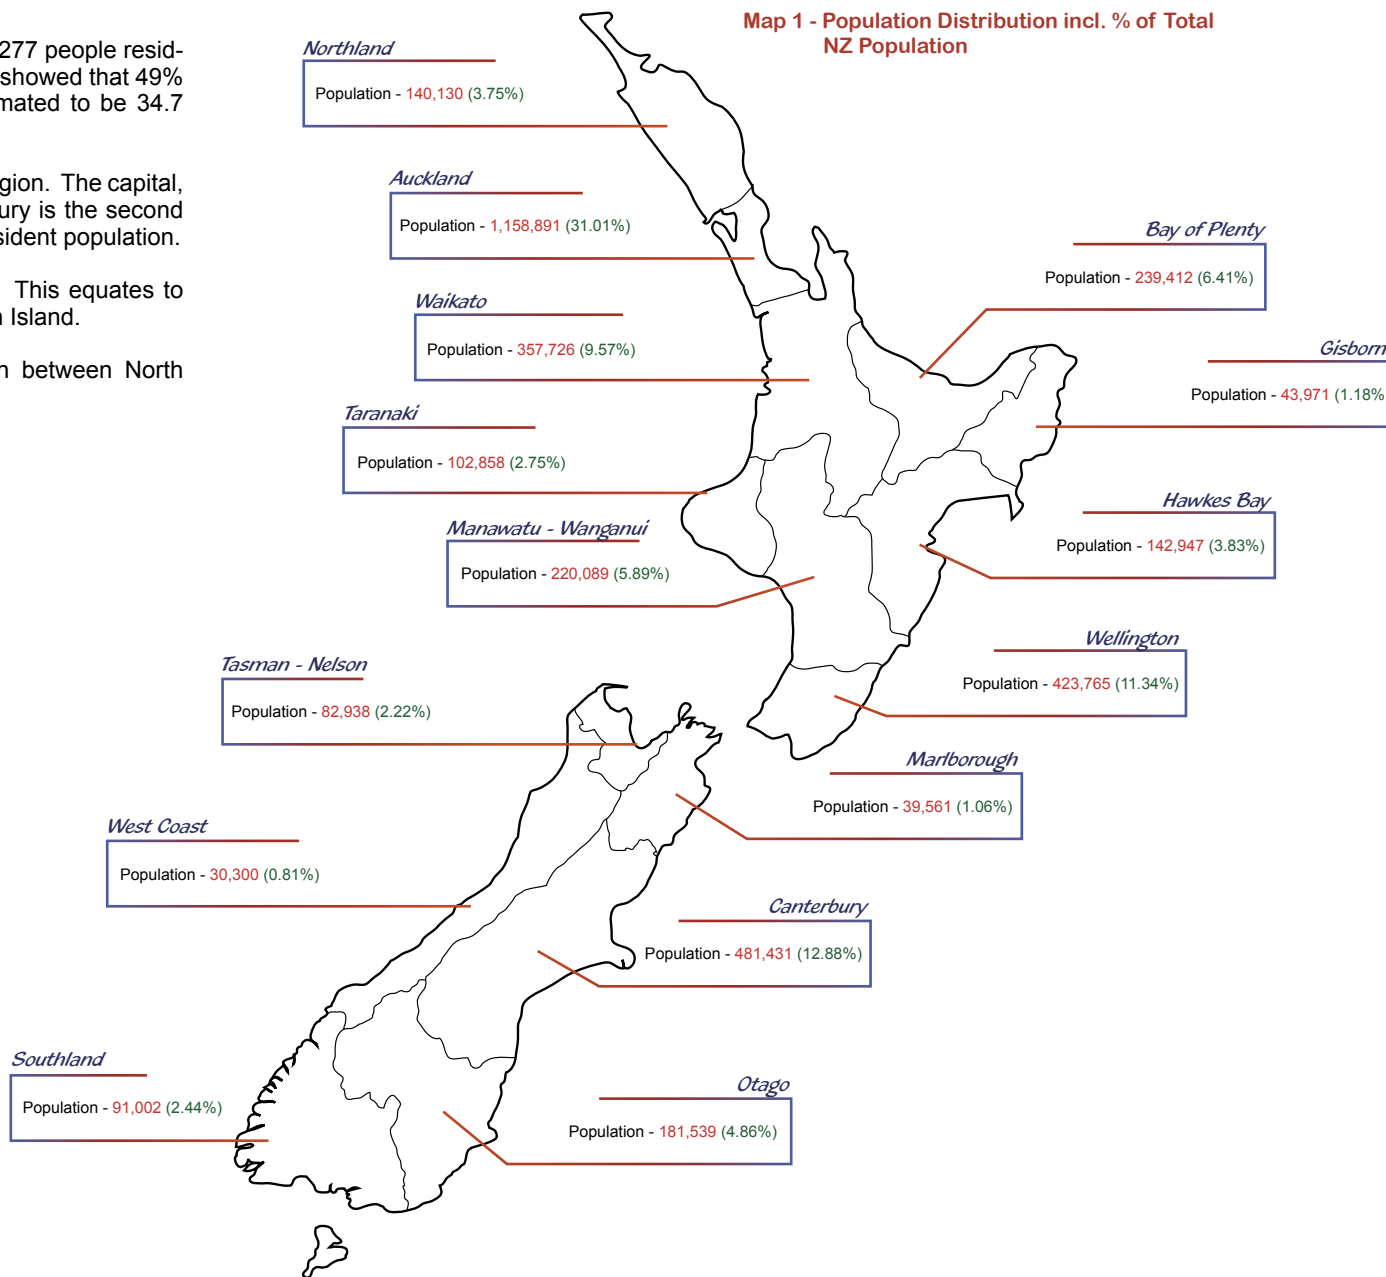 277 people resid-
showed that 49%
mated to be 34.7
gion. The capital,
ury is the second
sident population.
This equates to
n Island.
n between North
Map 1 - Population Distribution incl. % of Total
NZ Population
Northland
Population - 140,130 (3.75%)
Auckland
Population - 1,158,891 (31.01%)
Bay of Plenty
Population - 239,412 (6.41%)
Waikato
Population - 357,726 (9.57%)
Gisborn
Population - 43,971 (1.18%
Taranaki
Population - 102,858 (2.75%)
Hawkes Bay
Population - 142,947 (3.83%)
Manawatu - Wanganui
Population - 220,089 (5.89%)
Wellington
Population - 423,765 (11.34%)
Tasman - Nelson
Population - 82,938 (2.22%)
Marlborough
Population - 39,561 (1.06%)
West Coast
Population - 30,300 (0.81%)
Canterbury
Population - 481,431 (12.88%)
Southland
Population - 91,002 (2.44%)
Otago
Population - 181,539 (4.86%)